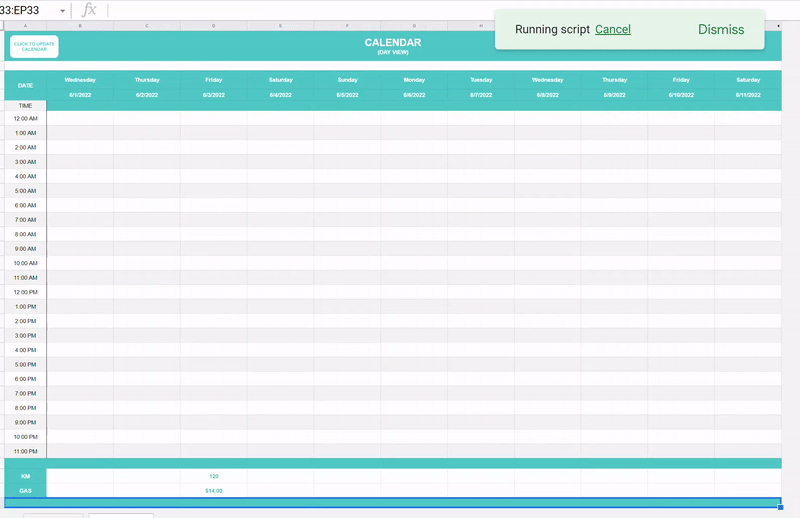 33:EP33 fx
Running script Cancel Dismiss
A B C D E F G H
CLICK TO UPDATE
CALENDAR
CALENDAR
(DAY VIEW)
DATE Wednesday Thursday Friday Saturday Sunday Monday Tuesday Wednesday Thursday Friday Saturday
6/1/2022 6/2/2022 6/3/2022 6/4/2022 6/5/2022 6/6/2022 6/7/2022 6/8/2022 6/9/2022 6/10/2022 6/11/2022
TIME
12:00 AM
1:00 AM
2:00 AM
3:00 AM
4:00 AM
5:00 AM
6:00 AM
7:00 AM
8:00 AM
9:00 AM
10:00 AM
11:00 AM
12:00 PM
1:00 PM
2:00 PM
3:00 PM
4:00 PM
5:00 PM
6:00 PM
7:00 PM
8:00 PM
9:00 PM
10:00 PM
11:00 PM
KM 120
GAS $14.00